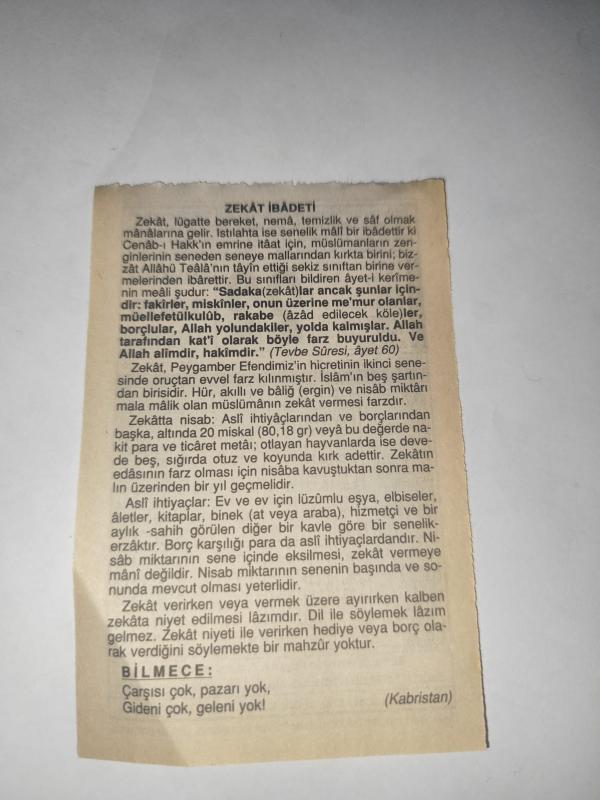 ZEKÂT İBÂDETİ
Zekât, lügatte bereket, nemâ, temizlik ve sâf olmak
mânâlarına gelir. Istılahta ise senelik mâlî bir ibâdettir ki
Cenâb-ı Hakk'ın emrine itâat için, müslümanların zen-
ginlerinin seneden seneye mallarından kırkta birini; biz-
zât Allâhü Teâlâ'nın tâyin ettiği sekiz sınıftan birine ver-
melerinden ibârettir. Bu sınıfları bildiren âyet-i kerîme-
nin meâli şudur: “Sadaka(zekât)lar ancak şunlar için-
dir: fakîrler, miskînler, onun üzerine me'mur olanlar,
müellefetülkulûb, rakabe (âzâd edilecek köle)ler,
borçlular, Allah yolundakiler, yolda kalmışlar. Allah
tarafından kat'î olarak böyle farz buyuruldu. Ve
Allah alîmdir, hakîmdir.” (Tevbe Sûresi, âyet 60)
Zekât, Peygamber Efendimiz'in hicretinin ikinci sene-
sinde oruçtan evvel farz kılınmıştır. İslâm'ın beş şartın-
dan birisidir. Hür, akıllı ve bâliğ (ergin) ve nisâb miktârı
mala mâlik olan müslümânın zekât vermesi farzdır.
Zekâtta nisab: Aslî ihtiyâçlarından ve borçlarından
başka, altında 20 miskal (80,18 gr) veyâ bu değerde na-
kit para ve ticâret metâı; otlayan hayvanlarda ise deve-
de beş, sığırda otuz ve koyunda kırk adettir. Zekâtın
edâsının farz olması için nisâba kavuştuktan sonra ma-
lın üzerinden bir yıl geçmelidir.
Aslî ihtiyaçlar: Ev ve ev için lüzûmlu eşya, elbiseler,
âletler, kitaplar, binek (at veya araba), hizmetçi ve bir
aylık -sahih görülen diğer bir kavle göre bir senelik-
erzâktır. Borç karşılığı para da aslî ihtiyaçlardandır. Ni-
sâb miktarının sene içinde eksilmesi, zekât vermeye
mânî değildir. Nisab miktarının senenin başında ve so-
nunda mevcut olması yeterlidir.
Zekât verirken veya vermek üzere ayırırken kalben
zekâta niyet edilmesi lâzımdır. Dil ile söylemek lâzım
gelmez. Zekât niyeti ile verirken hediye veya borç ola-
rak verdiğini söylemekte bir mahzûr yoktur.
BİLMECE:
Çarşısı çok, pazarı yok,
Gideni çok, geleni yok!
(Kabristan)